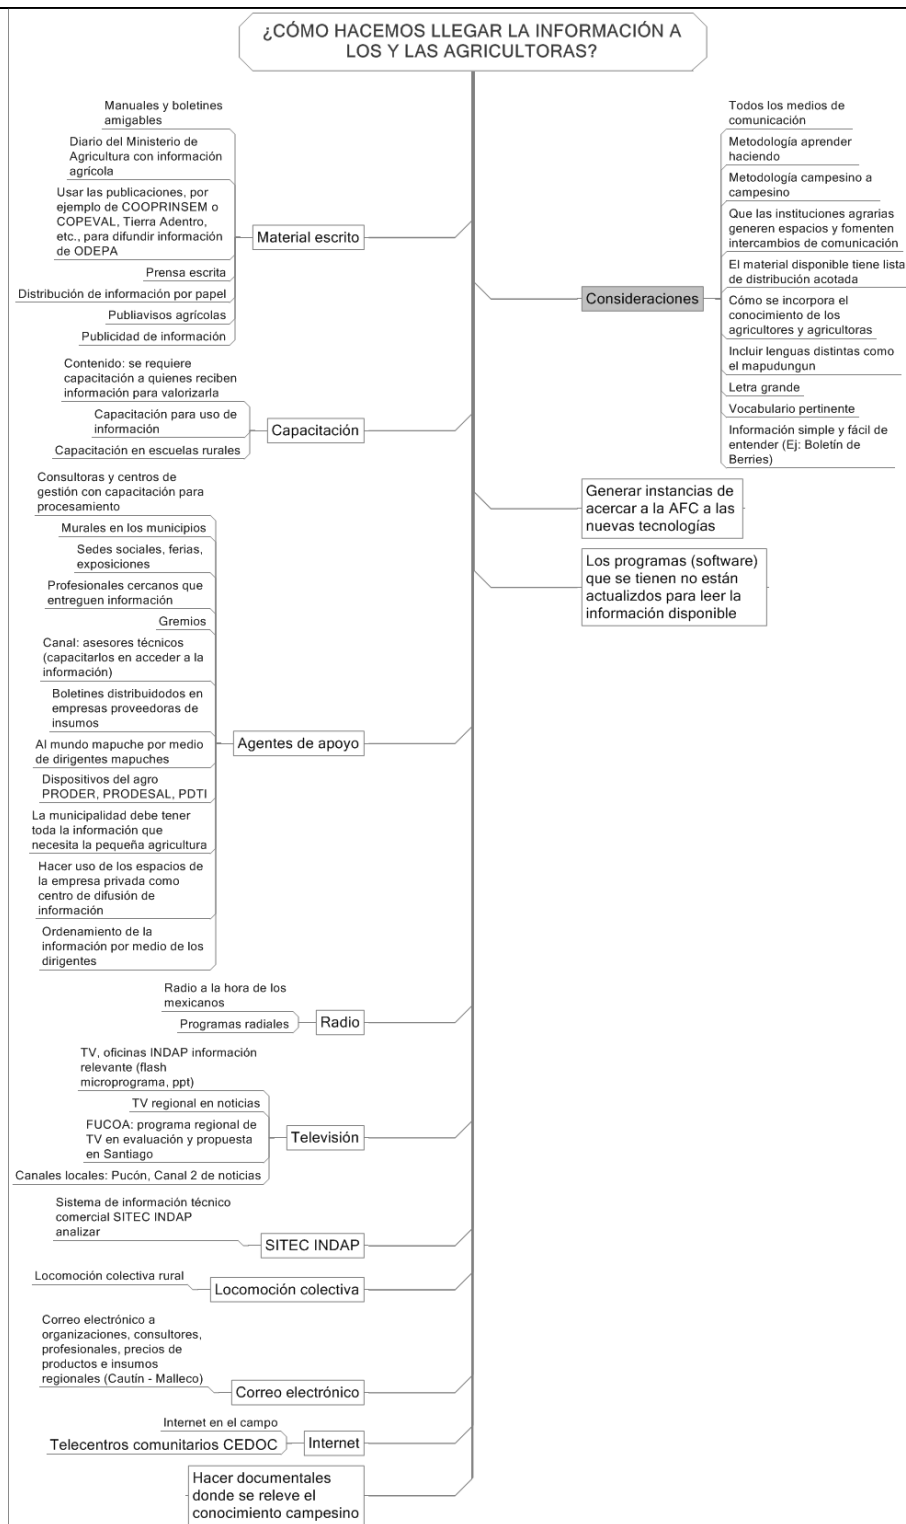 ¿CÓMO HACEMOS LLEGAR LA INFORMACIÓN A
LOS Y LAS AGRICULTORAS?
Manuales y boletines
amigables
Diario del Ministerio de
Agricultura con información
agrícola
Usar las publicaciones, por
ejemplo de COOPRINSEM o
COPEVAL, Tierra Adentro,
etc., para difundir información
de ODEPA
Prensa escrita
Distribución de información por papel
Publiavisos agrícolas
Publicidad de información
Material escrito
Contenido: se requiere
capacitación a quienes reciben
información para valorizarla
Capacitación para uso de
información
Capacitación en escuelas rurales
Capacitación
Consultoras y centros de
gestión con capacitación para
procesamiento
Murales en los municipios
Sedes sociales, ferias,
exposiciones
Profesionales cercanos que
entreguen información
Gremios
Canal: asesores técnicos
(capacitarlos en acceder a la
información)
Boletines distribuidodos en
empresas proveedoras de
insumos
Al mundo mapuche por medio
de dirigentes mapuches
Dispositivos del agro
PRODER, PRODESAL, PDTI
La municipalidad debe tener
toda la información que
necesita la pequeña agricultura
Hacer uso de los espacios de
la empresa privada como
centro de difusión de
información
Ordenamiento de la
información por medio de los
dirigentes
Agentes de apoyo
Radio a la hora de los
mexicanos
Programas radiales
Radio
TV, oficinas INDAP información
relevante (flash
microprograma, ppt)
TV regional en noticias
FUCOA: programa regional de
TV en evaluación y propuesta
en Santiago
Canales locales: Pucón, Canal 2 de noticias
Televisión
Sistema de información técnico
comercial SITEC INDAP
analizar
SITEC INDAP
Locomoción colectiva rural
Locomoción colectiva
Correo electrónico a
organizaciones, consultores,
profesionales, precios de
productos e insumos
regionales (Cautín - Malleco)
Correo electrónico
Internet en el campo
Telecentros comunitarios CEDOC
Internet
Hacer documentales
donde se releve el
conocimiento campesino
Todos los medios de
comunicación
Metodología aprender
haciendo
Metodología campesino a
campesino
Que las instituciones agrarias
generen espacios y fomenten
intercambios de comunicación
El material disponible tiene lista
de distribución acotada
Cómo se incorpora el
conocimiento de los
agricultores y agricultoras
Incluir lenguas distintas como
el mapudungun
Letra grande
Vocabulario pertinente
Información simple y fácil de
entender (Ej: Boletín de
Berries)
Consideraciones
Generar instancias de
acercar a la AFC a las
nuevas tecnologías
Los programas (software)
que se tienen no están
actualizdos para leer la
información disponible